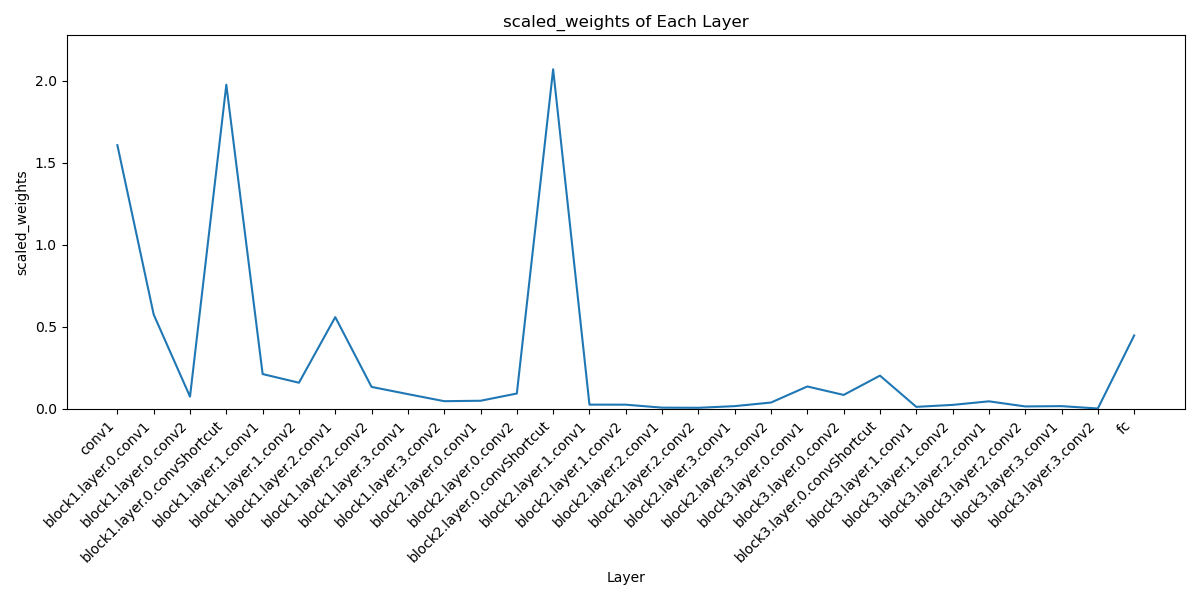 scaled_weights of Each Layer
scaled_weights
2.0
1.5
1.0
0.5
0.0
conv1
block1.layer.0.conv1
block1.layer.0.conv2
block1.layer.0.convShortcut
block1.layer.1.conv1
block1.layer.1.conv2
block1.layer.2.conv1
block1.layer.2.conv2
block1.layer.3.conv1
block1.layer.3.conv2
block2.layer.0.conv1
block2.layer.0.conv2
block2.layer.0.convShortcut
block2.layer.1.conv1
block2.layer.1.conv2
block2.layer.2.conv1
block2.layer.2.conv2
block2.layer.3.conv1
block2.layer.3.conv2
block3.layer.0.conv1
block3.layer.0.conv2
block3.layer.0.convShortcut
block3.layer.1.conv1
block3.layer.1.conv2
block3.layer.2.conv1
block3.layer.2.conv2
block3.layer.3.conv1
block3.layer.3.conv2
fc
Layer